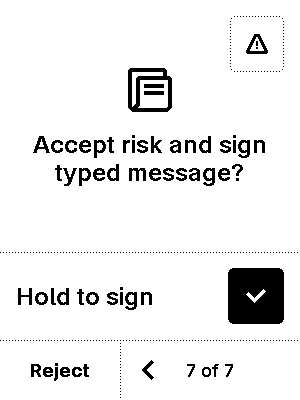 Accept risk and sign
typed message?
Hold to sign
Reject
7 of 7